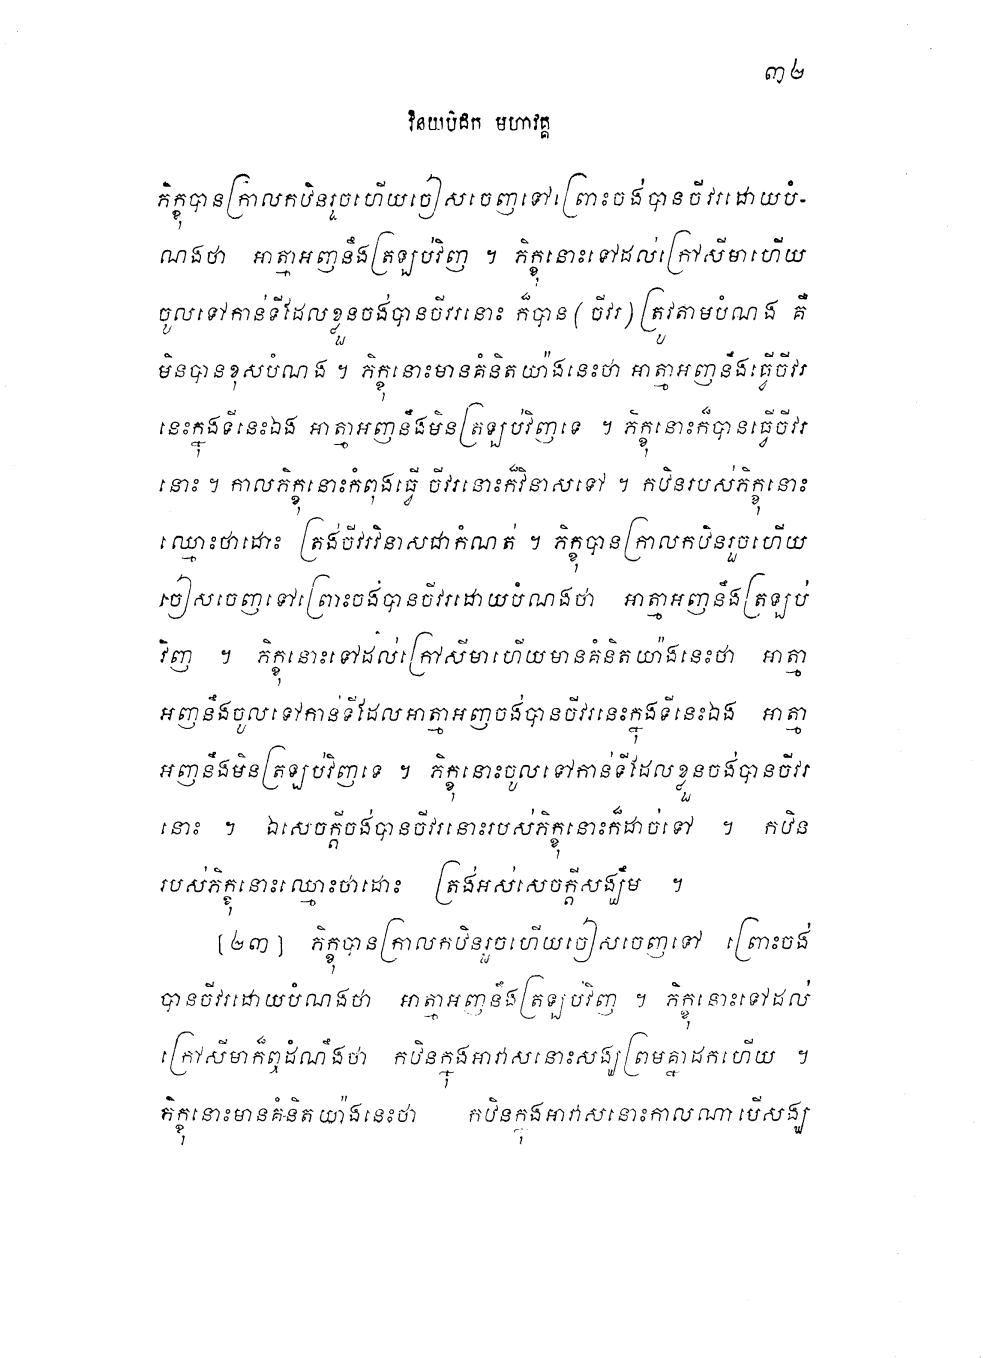 ៣២
វិនយបិដក មហាវគ្គ
ភិក្ខុបានក្រាលកឋិនរួចហើយចៀសចេញទៅព្រោះចង់បានចីវរដោយបំ-
ណងថា អាត្មាអញនឹងត្រឡប់វិញ ។ ភិក្ខុនោះទៅដល់ក្រៅសីមាហើយ
ចូលទៅកាន់ទីដែលខ្លួនចង់បានចីវរនោះ ក៏បាន (ចីវរ) ត្រូវតាមបំណង គឺ
មិនបានខុសបំណង ។ ភិក្ខុនោះមានគំនិតយ៉ាងនេះថា អាត្មាអញនឹងធ្វើចីវរ
នេះក្នុងទីនេះឯង អាត្មាអញនឹងមិនត្រឡប់វិញទេ ។ ភិក្ខុនោះក៏បានធ្វើចីវរ
នោះ ។ កាលភិក្ខុនោះកំពុងធ្វើ ចីវរនោះក៏វិនាសទៅ ។ កឋិនរបស់ភិក្ខុនោះ
ឈ្មោះថាដោះ ត្រង់ចីវរវិនាសជាកំណត់ ។ ភិក្ខុបានក្រាលកឋិនរួចហើយ
ចៀសចេញទៅព្រោះចង់បានចីវរដោយបំណងថា អាត្មាអញនឹងត្រឡប់
វិញ ។ ភិក្ខុនោះទៅដល់ក្រៅសីមាហើយមានគំនិតយ៉ាងនេះថា អាត្មា
អញនឹងចូលទៅកាន់ទីដែលអាត្មាអញចង់បានចីវរនេះក្នុងទីនេះឯង អាត្មា
អញនឹងមិនត្រឡប់វិញទេ ។ ភិក្ខុនោះចូលទៅកាន់ទីដែលខ្លួនចង់បានចីវរ
នោះ ។ ឯសេចក្តីចង់បានចីវរនោះរបស់ភិក្ខុនោះក៏ដាច់ទៅ ។ កឋិន
របស់ភិក្ខុនោះឈ្មោះថាដោះ ត្រង់អស់សេចក្តីសង្ឃឹម ។
[២៣] ភិក្ខុបានក្រាលកឋិនរួចហើយចៀសចេញទៅ ព្រោះចង់
បានចីវរដោយបំណងថា អាត្មាអញនឹងត្រឡប់វិញ ។ ភិក្ខុនោះទៅដល់
ក្រៅសីមាក៏ឮដំណឹងថា កឋិនក្នុងអាវាសនោះសង្ឃព្រមគ្នាដកហើយ ។
ភិក្ខុនោះមានគំនិតយ៉ាងនេះថា កឋិនក្នុងអាវាសនោះកាលណាបើសង្ឃ